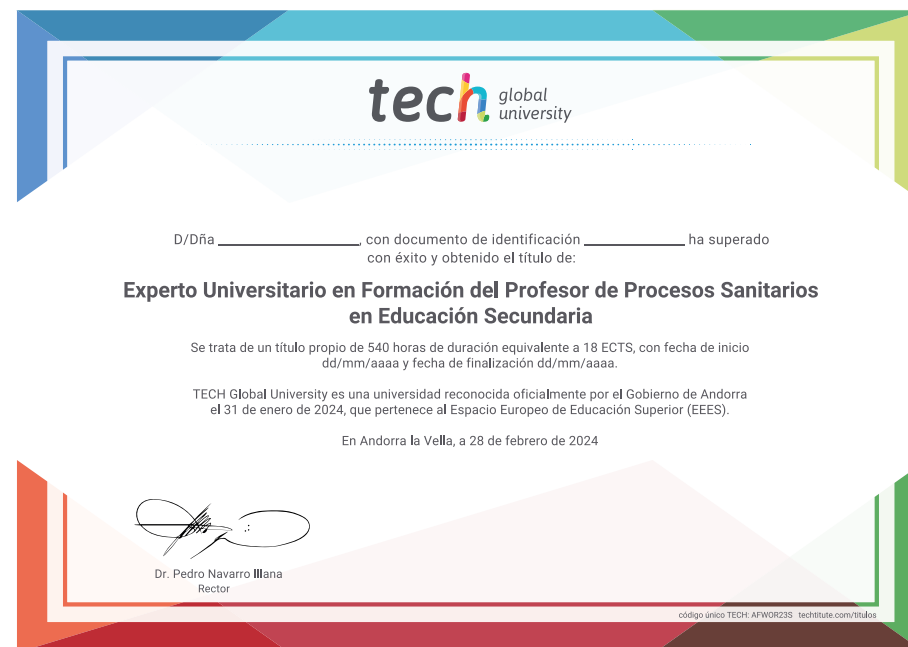 tech global university
D/Dña ____________________, con documento de identificación ______________ ha superado
con éxito y obtenido el título de:
Experto Universitario en Formación del Profesor de Procesos Sanitarios
en Educación Secundaria
Se trata de un título propio de 540 horas de duración equivalente a 18 ECTS, con fecha de inicio
dd/mm/aaaa y fecha de finalización dd/mm/aaaa.
TECH Global University es una universidad reconocida oficialmente por el Gobierno de Andorra
el 31 de enero de 2024, que pertenece al Espacio Europeo de Educación Superior (EEES).
En Andorra la Vella, a 28 de febrero de 2024
Dr. Pedro Navarro Illana
Rector
código único TECH: AFWOR23S techtitute.com/titulos